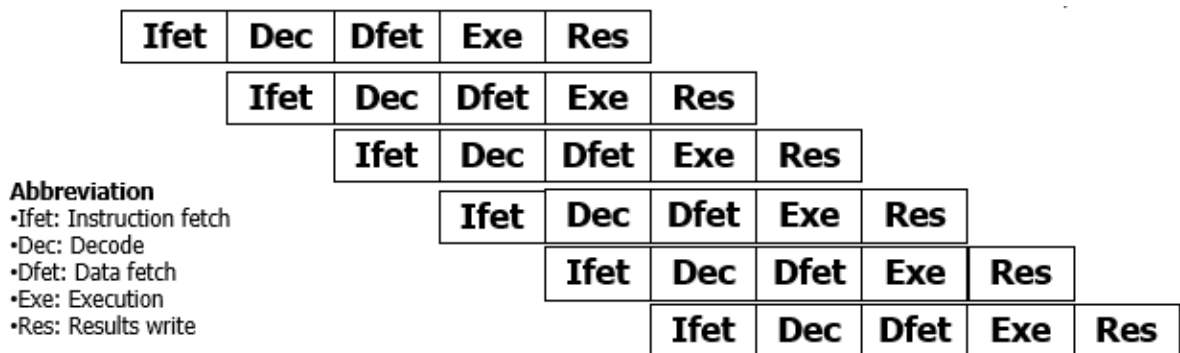 Ifet Dec Dfet Exe Res
Ifet Dec Dfet Exe Res
Ifet Dec Dfet Exe Res
Ifet Dec Dfet Exe Res
Ifet Dec Dfet Exe Res
Ifet Dec Dfet Exe Res
Abbreviation
•Ifet: Instruction fetch
•Dec: Decode
•Dfet: Data fetch
•Exe: Execution
•Res: Results write